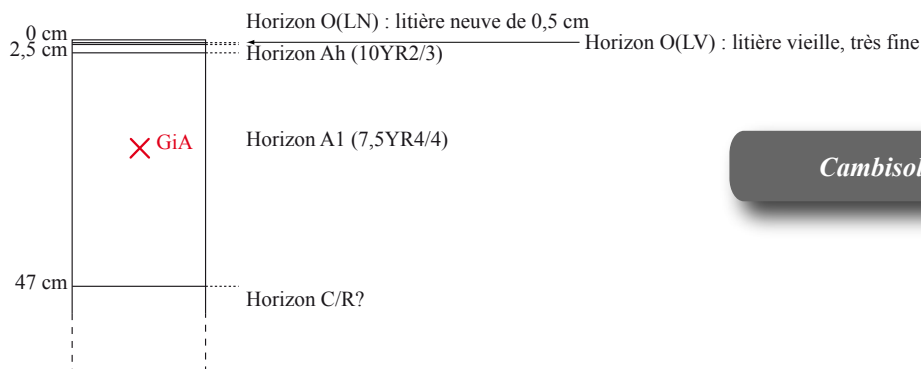 Horizon O(LN) : litière neuve de 0,5 cm
0 cm
Horizon O(LV) : litière vieille, très fine
2,5 cm
Horizon Ah (10YR2/3)
GiA
Horizon A1 (7,5YR4/4)
Cambisol
47 cm
Horizon C/R?